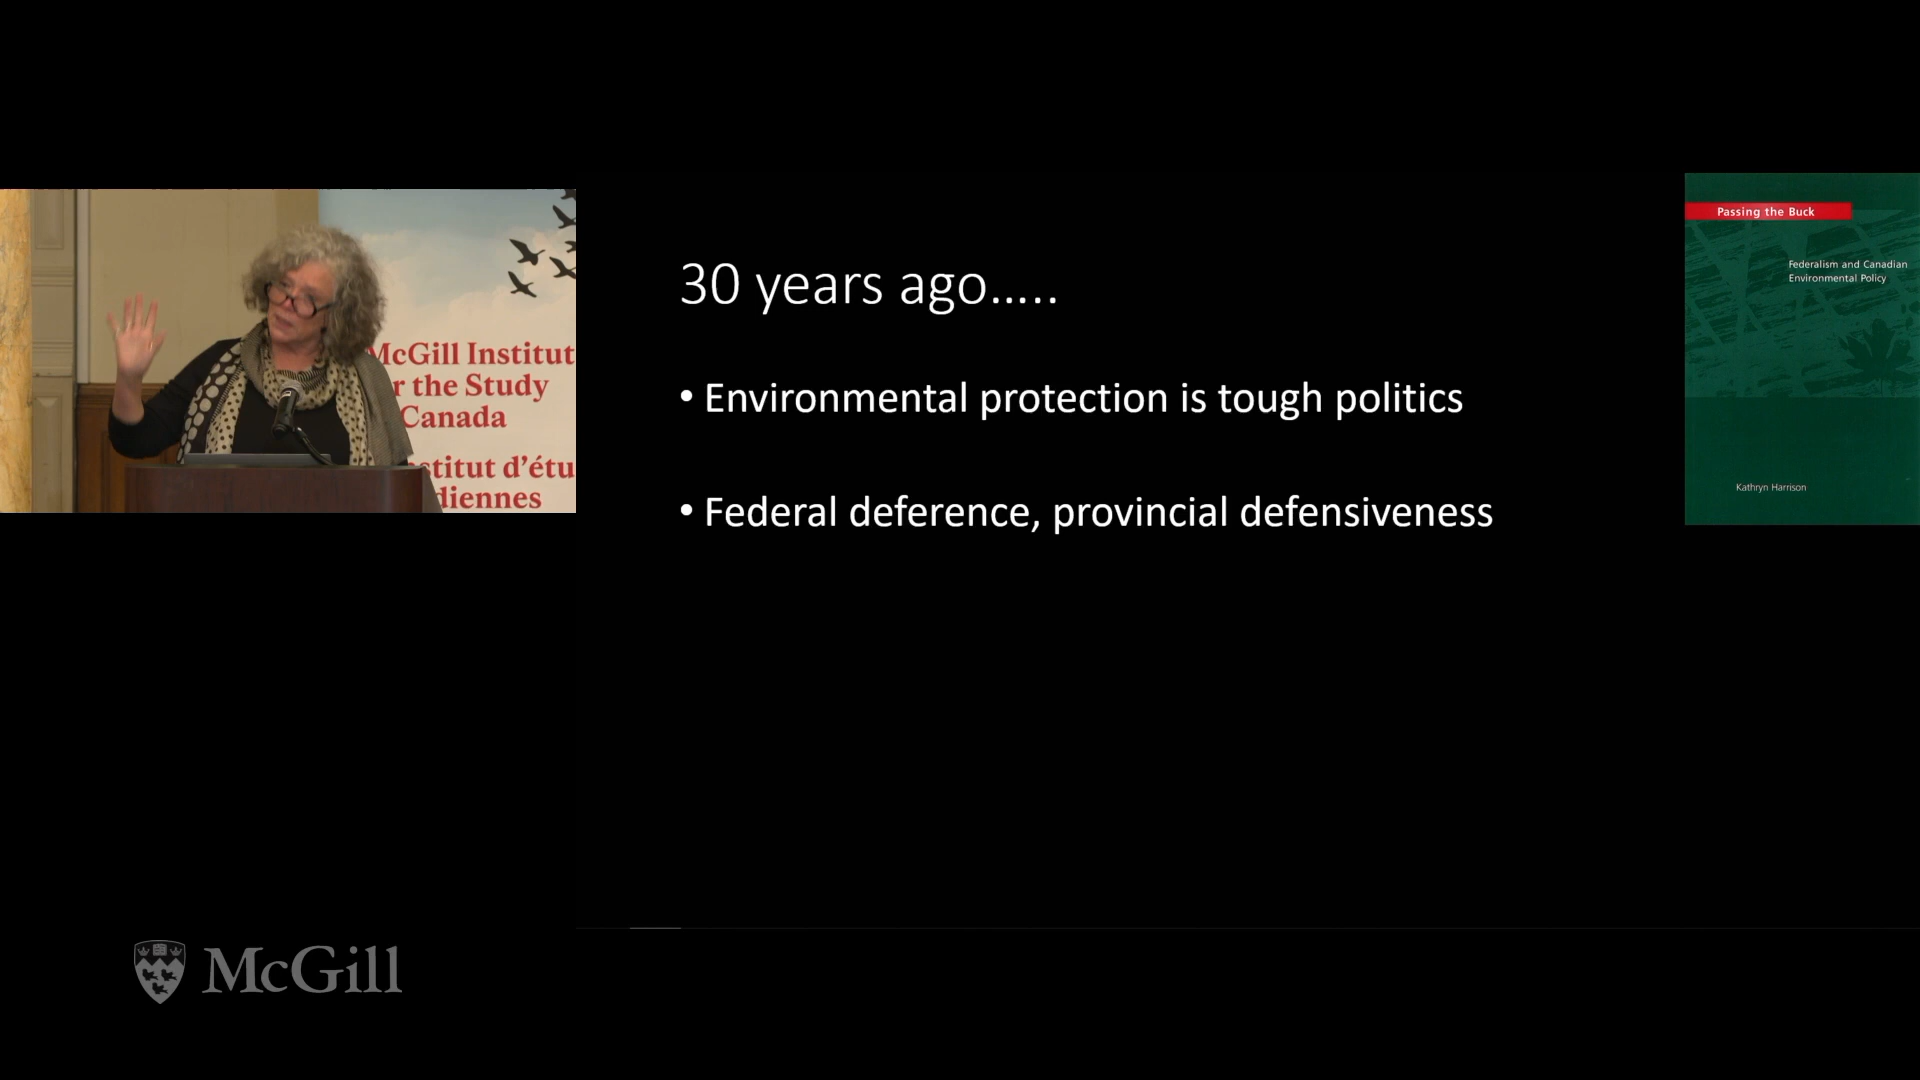 McGill Institut
r the Study
Canada
stitut d'étu
diennes
30 years ago.....
• Environmental protection is tough politics
• Federal deference, provincial defensiveness
Passing the Buck
Federalism and Canadian
Environmental Policy
Kathryn Harrison
McGill